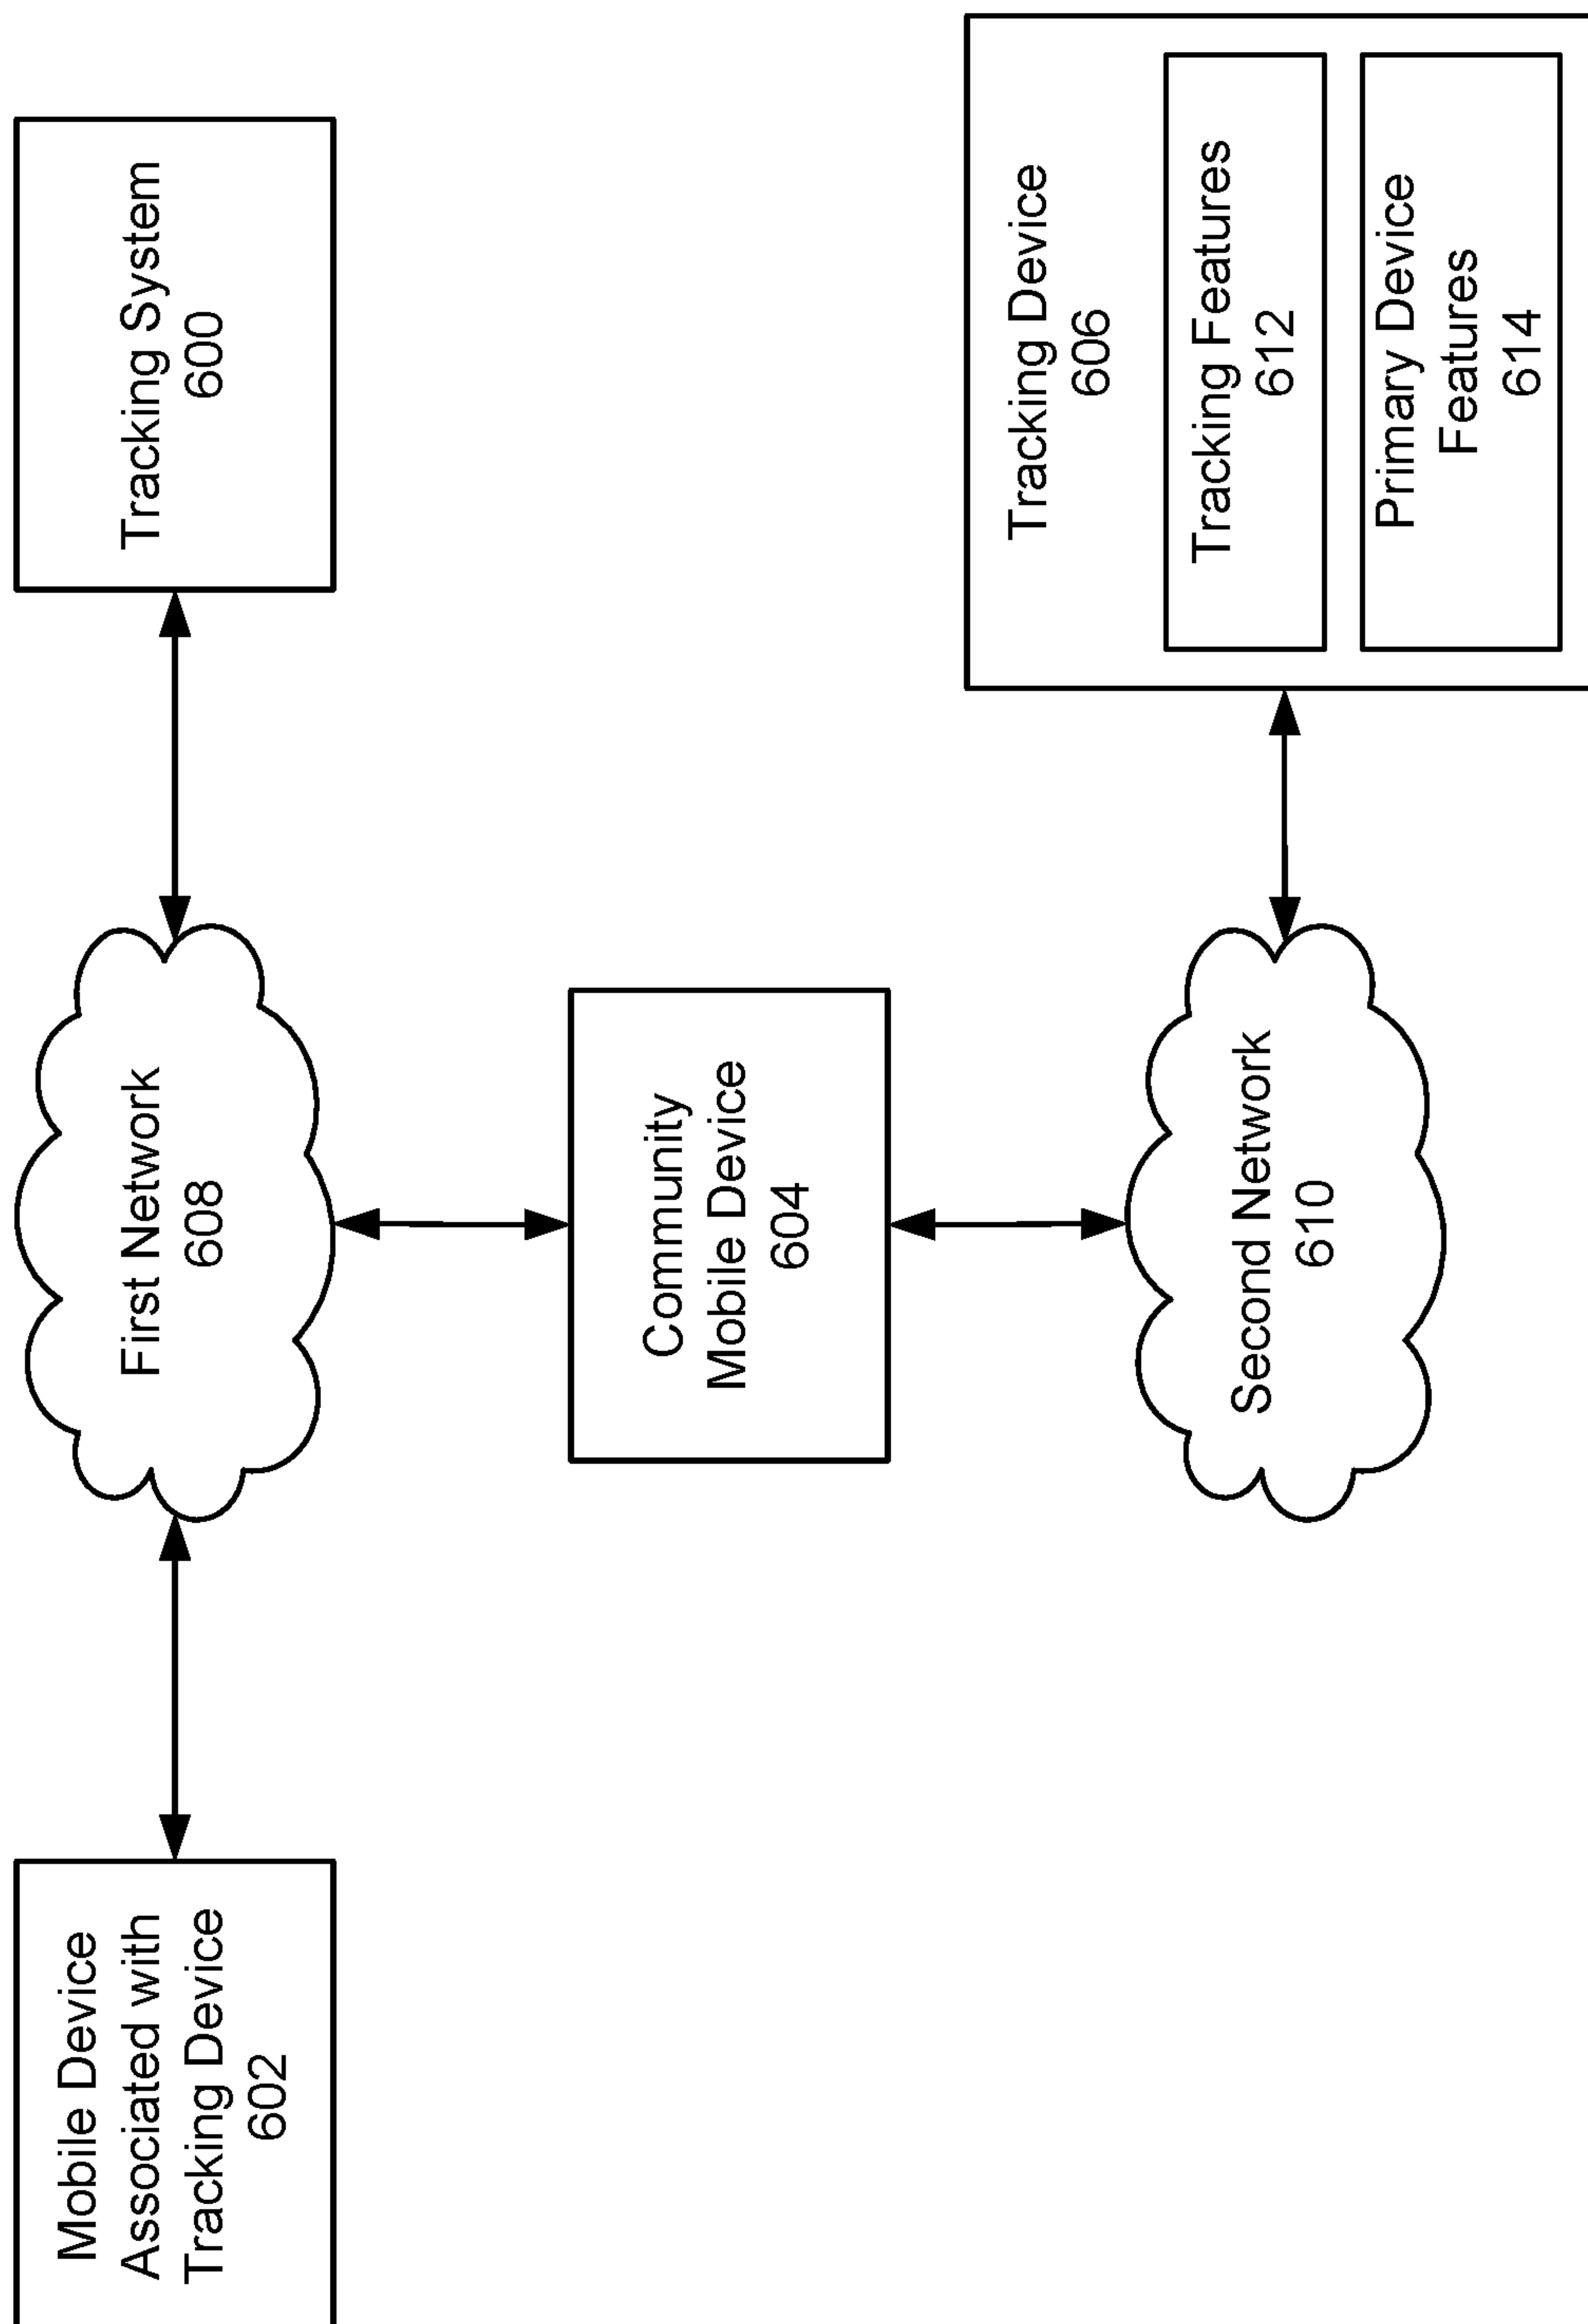 Mobile Device
Associated with
Tracking Device
602
First Network
608
Tracking System
600
Community
Mobile Device
604
Second Network
610
Tracking Device
606
Tracking Features
612
Primary Device
Features
614